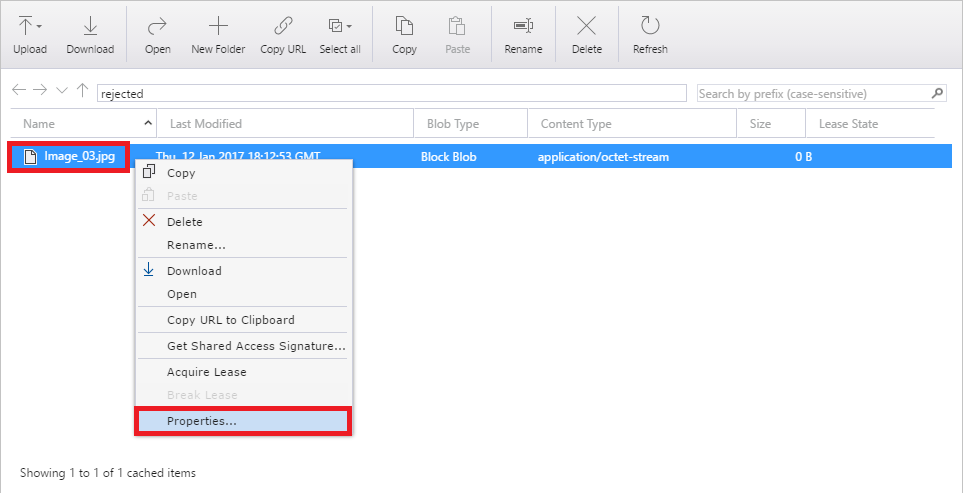 Upload Download Open New Folder Copy URL Select all Copy Paste Rename Delete Refresh
rejected Search by prefix (case-sensitive)
Name Last Modified Blob Type Content Type Size Lease State
Image_03.jpg Thu, 12 Jan 2017 18:12:53 GMT Block Blob application/octet-stream 0 B
Copy
Paste
Delete
Rename...
Download
Open
Copy URL to Clipboard
Get Shared Access Signature...
Acquire Lease
Break Lease
Properties...
Showing 1 to 1 of 1 cached items